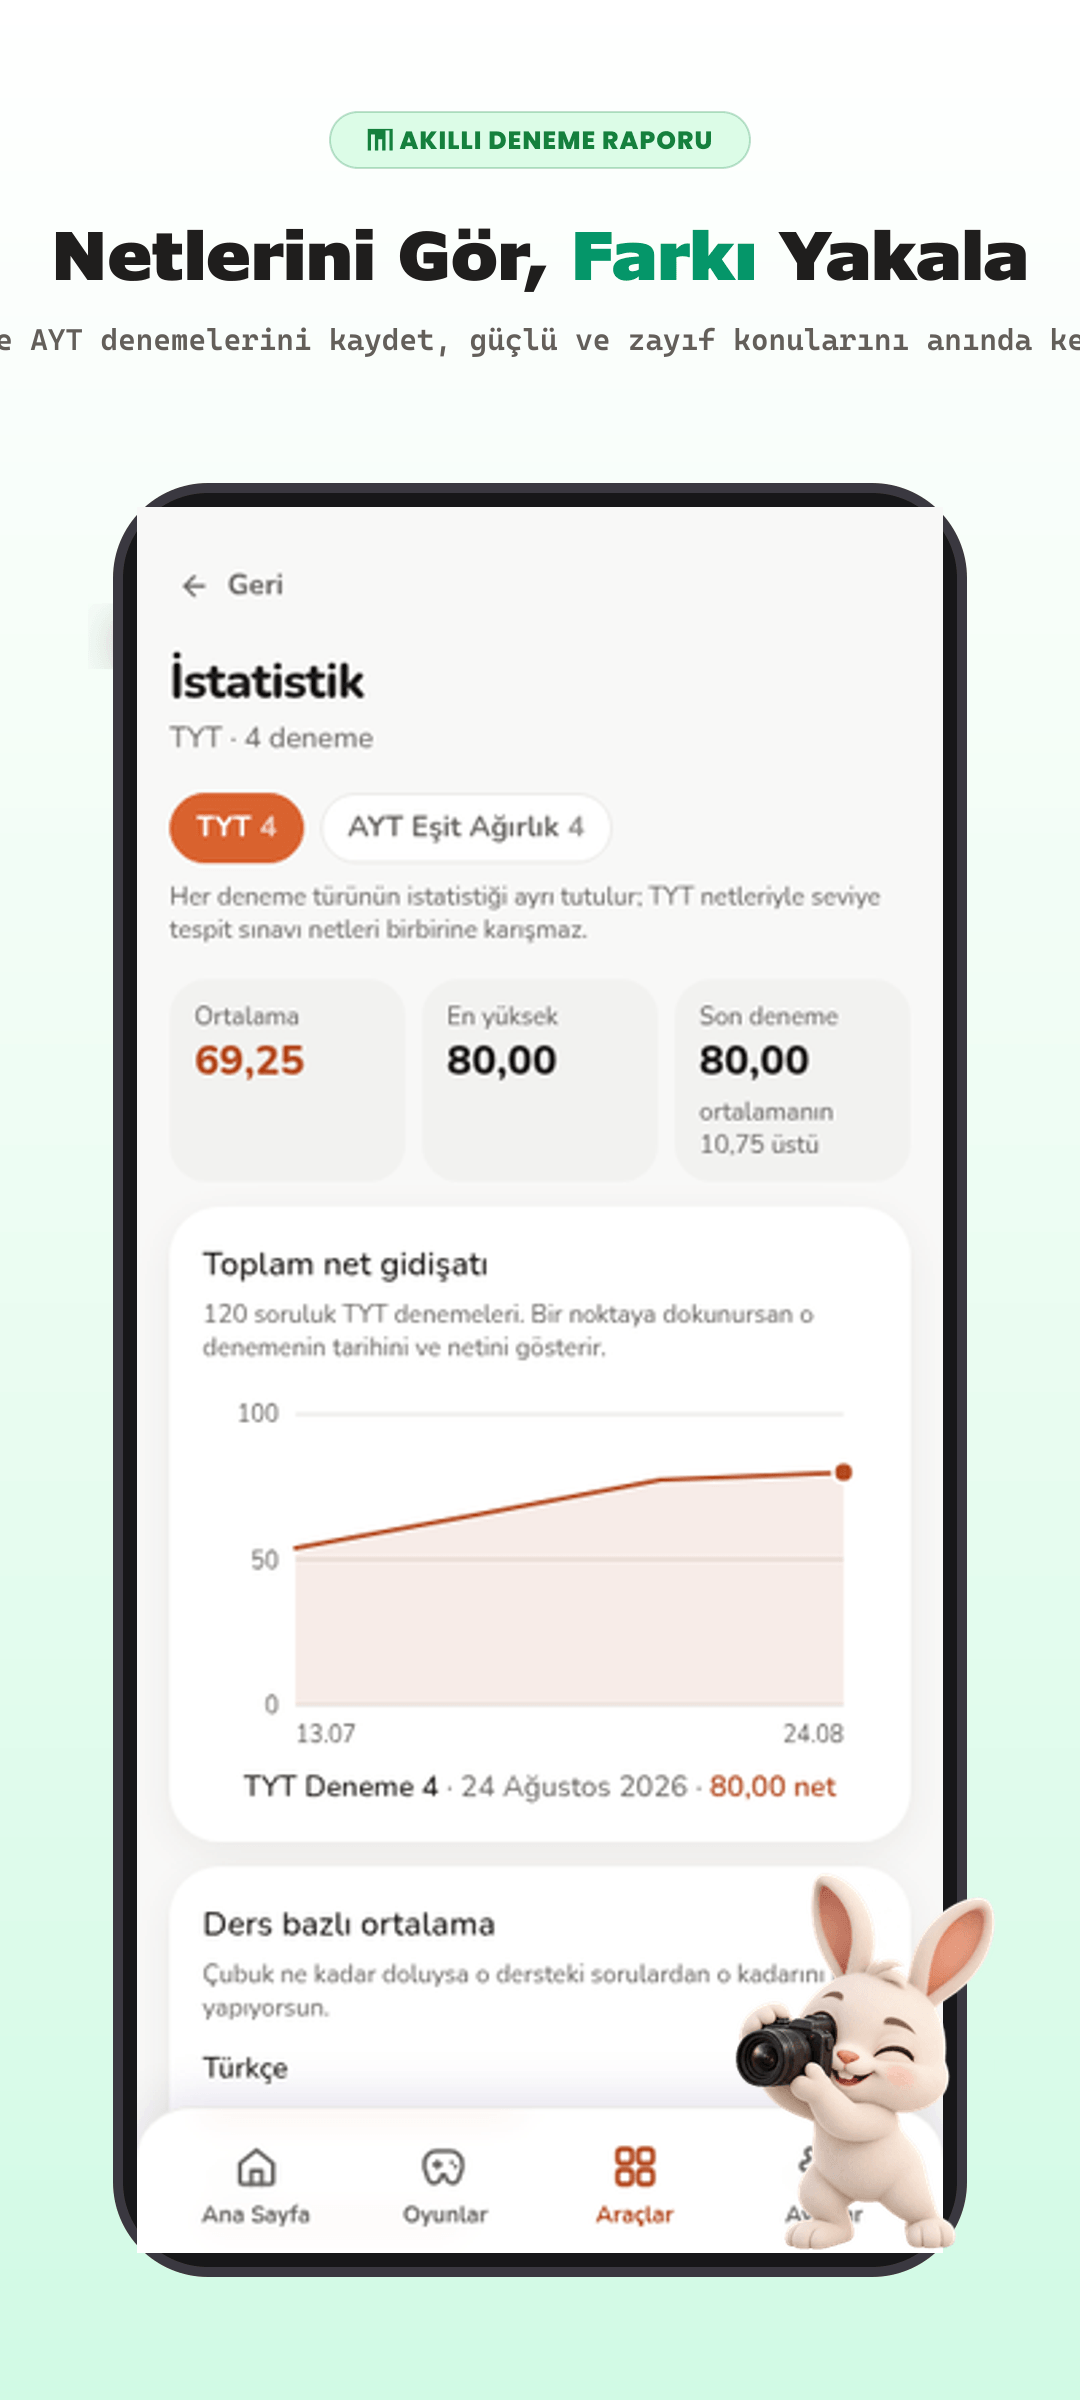 AKILLI DENEME RAPORU
Netlerini Gör, Farkı Yakala
e AYT denemelerini kaydet, güçlü ve zayıf konularını anında ke
Geri
İstatistik
TYT · 4 deneme
TYT 4
AYT Eşit Ağırlık 4
Her deneme türünün istatistiği ayrı tutulur; TYT netleriyle seviye
tespit sınavı netleri birbirine karışmaz.
Ortalama
69,25
En yüksek
80,00
Son deneme
80,00
ortalamanın
10,75 üstü
Toplam net gidişatı
120 soruluk TYT denemeleri. Bir noktaya dokunursan o
denemenin tarihini ve netini gösterir.
100
50
0
13.07
24.08
TYT Deneme 4 · 24 Ağustos 2026 · 80,00 net
Ders bazlı ortalama
Çubuk ne kadar doluysa o dersteki sorulardan o kadarını
yapıyorsun.
Türkçe
Ana Sayfa
Oyunlar
Araçlar